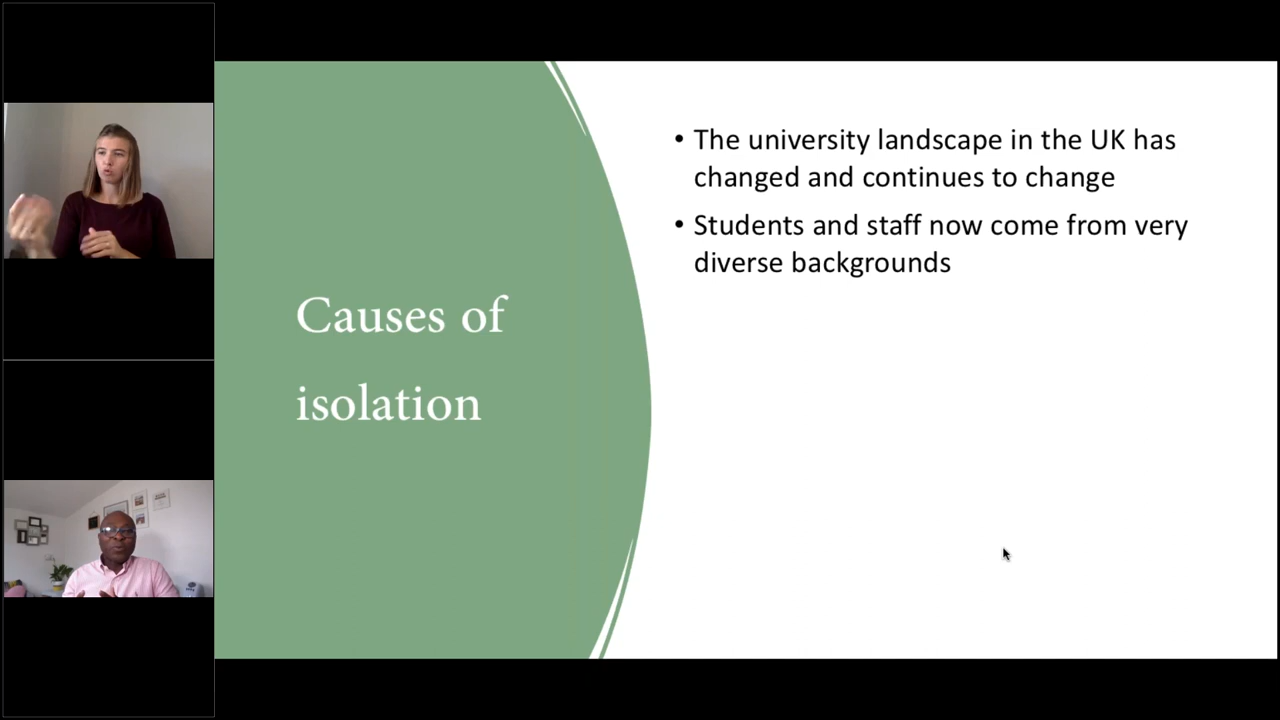 Causes of
isolation
• The university landscape in the UK has
changed and continues to change
• Students and staff now come from very
diverse backgrounds